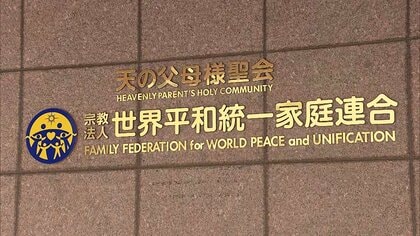 天の父母様聖会
HEAVENLY PARENT'S HOLY COMMUNITY
宗教法人 世界平和統一家庭連合
FAMILY FEDERATION for WORLD PEACE and UNIFICATION